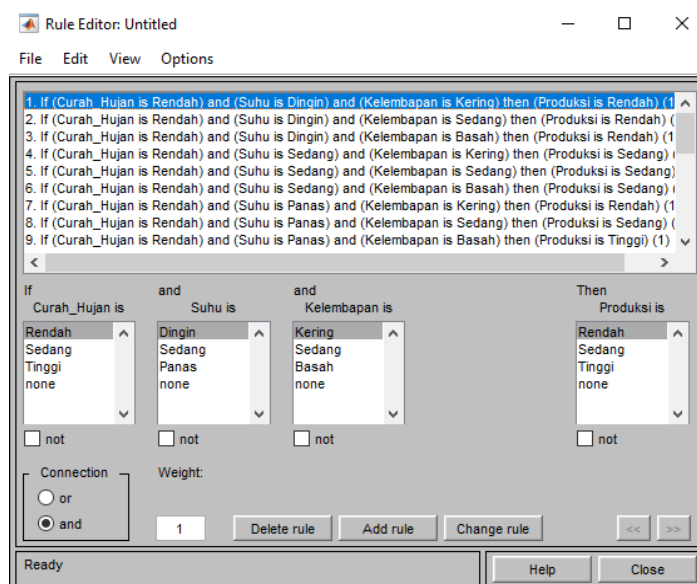 Rule Editor: Untitled
File Edit View Options
1. If (Curah_Hujan is Rendah) and (Suhu is Dingin) and (Kelembapan is Kering) then (Produksi is Rendah) (1
2. If (Curah_Hujan is Rendah) and (Suhu is Dingin) and (Kelembapan is Sedang) then (Produksi is Rendah) (
3. If (Curah_Hujan is Rendah) and (Suhu is Dingin) and (Kelembapan is Basah) then (Produksi is Rendah) (1
4. If (Curah_Hujan is Rendah) and (Suhu is Sedang) and (Kelembapan is Kering) then (Produksi is Sedang) (
5. If (Curah_Hujan is Rendah) and (Suhu is Sedang) and (Kelembapan is Sedang) then (Produksi is Sedang)
6. If (Curah_Hujan is Rendah) and (Suhu is Sedang) and (Kelembapan is Basah) then (Produksi is Sedang) (
7. If (Curah_Hujan is Rendah) and (Suhu is Panas) and (Kelembapan is Kering) then (Produksi is Rendah) (1
8. If (Curah_Hujan is Rendah) and (Suhu is Panas) and (Kelembapan is Sedang) then (Produksi is Sedang) (
9. If (Curah_Hujan is Rendah) and (Suhu is Panas) and (Kelembapan is Basah) then (Produksi is Tinggi) (1)
If and and Then
Curah_Hujan is Suhu is Kelembapan is Produksi is
Rendah Dingin Kering Rendah
Sedang Sedang Sedang Sedang
Tinggi Panas Basah Tinggi
none none none none
not not not not
Connection Weight:
or
and 1 Delete rule Add rule Change rule << >>
Ready Help Close